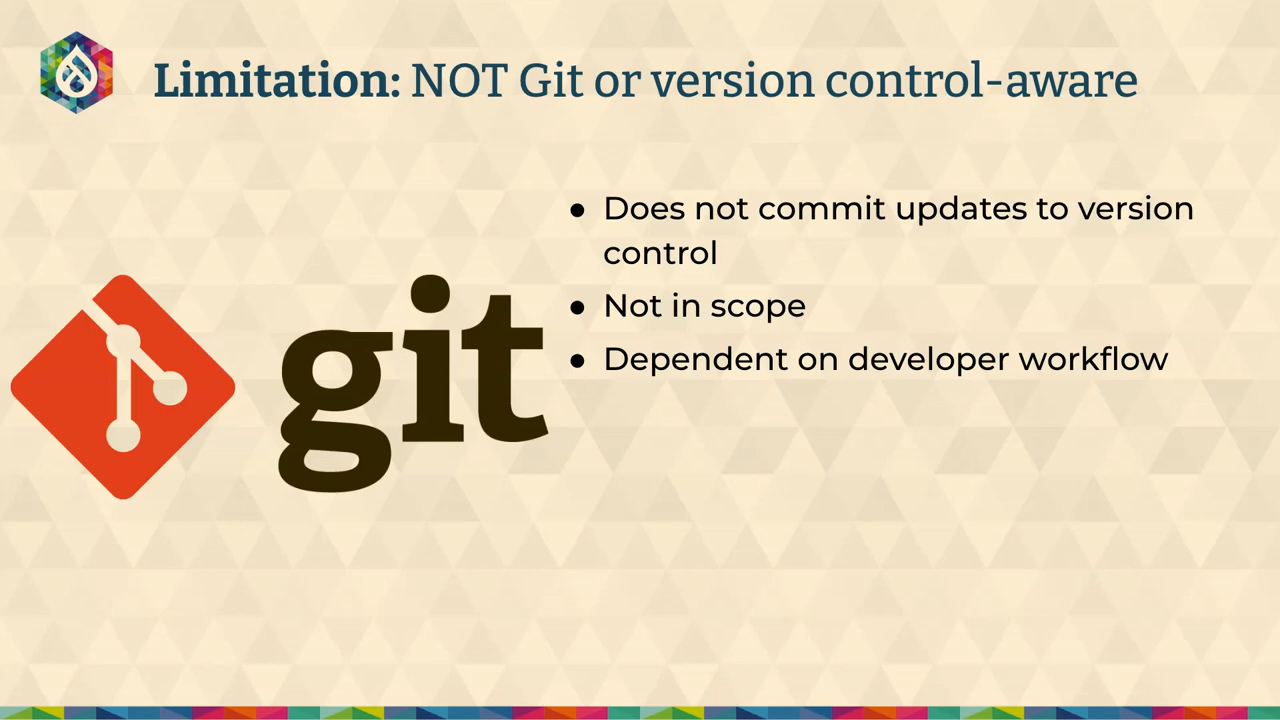 Limitation: NOT Git or version control-aware
git
● Does not commit updates to version
control
● Not in scope
● Dependent on developer workflow